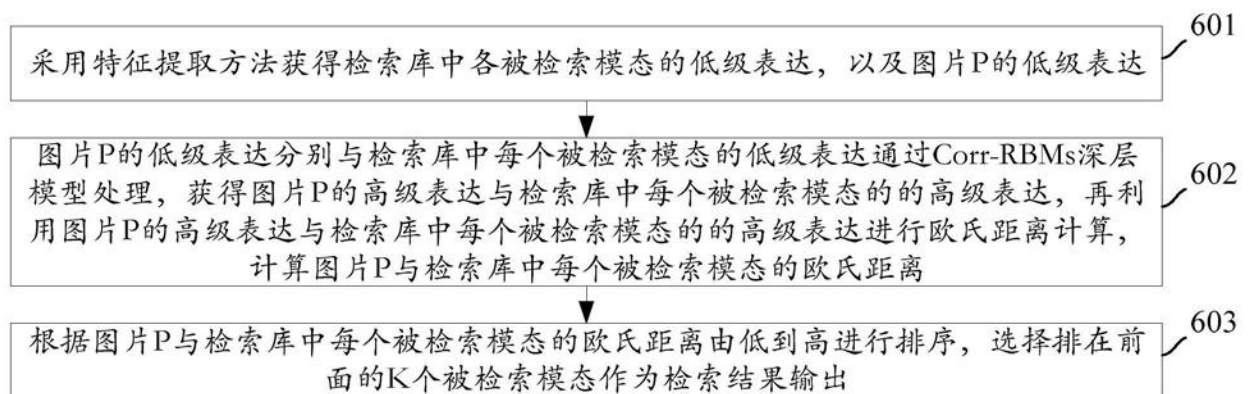 601
采用特征提取方法获得检索库中各被检索模态的低级表达，以及图片P的低级表达
图片P的低级表达分别与检索库中每个被检索模态的低级表达通过Corr-RBMs深层
模型处理，获得图片P的高级表达与检索库中每个被检索模态的的高级表达，再利
602
用图片P的高级表达与检索库中每个被检索模态的的高级表达进行欧氏距离计算，
计算图片P与检索库中每个被检索模态的欧氏距离
603
根据图片P与检索库中每个被检索模态的欧氏距离由低到高进行排序，选择排在前
面的K个被检索模态作为检索结果输出